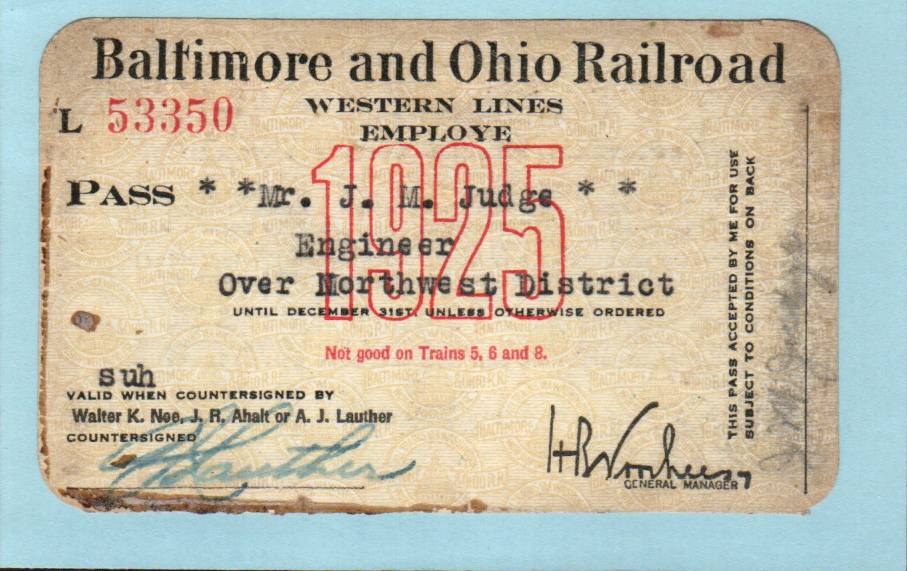 Baltimore and Ohio Railroad
L 53350
WESTERN LINES
EMPLOYE
1925
PASS * * Mr. J. M. Judge * *
Engineer
Over Northwest District
UNTIL DECEMBER 31ST, UNLESS OTHERWISE ORDERED
Not good on Trains 5, 6 and 8.
suh
VALID WHEN COUNTERSIGNED BY
Walter K. Nee, J. R. Ahalt or A. J. Lauther
COUNTERSIGNED
A J Lauther
H B Voorhees
GENERAL MANAGER
THIS PASS ACCEPTED BY ME FOR USE
SUBJECT TO CONDITIONS ON BACK